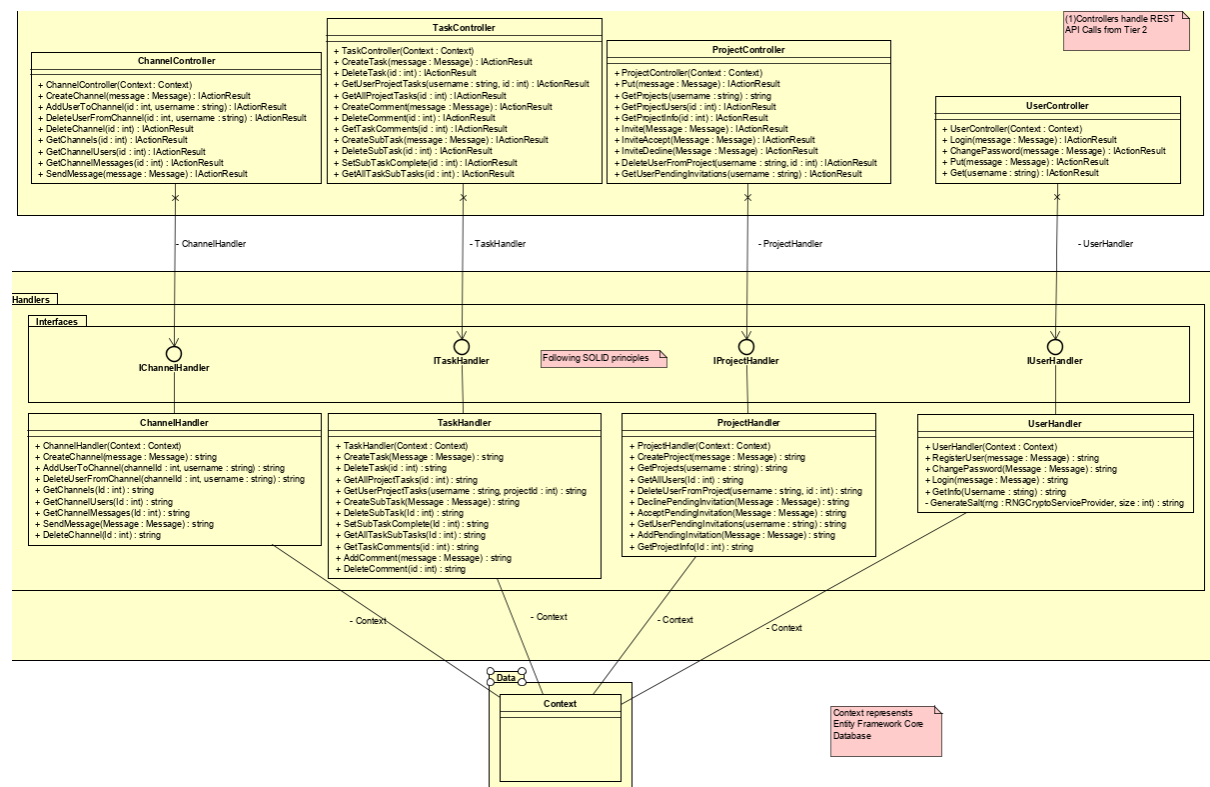 TaskController
+ TaskController(Context : Context)
+ CreateTask(message : Message) : IActionResult
+ DeleteTask(id : int) : IActionResult
+ GetUserProjectTasks(username : string, id : int) : IActionResult
+ GetAllProjectTasks(id : int) : IActionResult
+ CreateComment(message : Message) : IActionResult
+ DeleteComment(id : int) : IActionResult
+ GetTaskComments(id : int) : IActionResult
+ CreateSubTask(message : Message) : IActionResult
+ DeleteSubTask(id : int) : IActionResult
+ SetSubTaskComplete(id : int) : IActionResult
+ GetAllTaskSubTasks(id : int) : IActionResult
(1)Controllers handle REST
API Calls from Tier 2
ChannelController
+ ChannelController(Context : Context)
+ CreateChannel(message : Message) : IActionResult
+ AddUserToChannel(id : int, username : string) : IActionResult
+ DeleteUserFromChannel(id : int, username : string) : IActionResult
+ DeleteChannel(id : int) : IActionResult
+ GetChannels(id : int) : IActionResult
+ GetChannelUsers(id : int) : IActionResult
+ GetChannelMessages(id : int) : IActionResult
+ SendMessage(message : Message) : IActionResult
ProjectController
+ ProjectController(Context : Context)
+ Put(message : Message) : IActionResult
+ GetProjects(username : string) : string
+ GetProjectUsers(id : int) : IActionResult
+ GetProjectInfo(id : int) : IActionResult
+ Invite(Message : Message) : IActionResult
+ InviteAccept(Message : Message) : IActionResult
+ InviteDecline(Message : Message) : IActionResult
+ DeleteUserFromProject(username : string, id : int) : IActionResult
+ GetUserPendingInvitations(username : string) : IActionResult
UserController
+ UserController(Context : Context)
+ Login(message : Message) : IActionResult
+ ChangePassword(message : Message) : IActionResult
+ Put(message : Message) : IActionResult
+ Get(username : string) : IActionResult
- ChannelHandler
- TaskHandler
- ProjectHandler
- UserHandler
Handlers
Interfaces
Following SOLID principles
IChannelHandler
ITaskHandler
IProjectHandler
IUserHandler
ChannelHandler
+ ChannelHandler(Context : Context)
+ CreateChannel(message : Message) : string
+ AddUserToChannel(channelId : int, username : string) : string
+ DeleteUserFromChannel(channelId : int, username : string) : string
+ GetChannels(Id : int) : string
+ GetChannelUsers(Id : int) : string
+ GetChannelMessages(Id : int) : string
+ SendMessage(Message : Message) : string
+ DeleteChannel(Id : int) : string
TaskHandler
+ TaskHandler(Context : Context)
+ CreateTask(Message : Message) : string
+ DeleteTask(id : int) : string
+ GetAllProjectTasks(id : int) : string
+ GetUserProjectTasks(username : string, projectId : int) : string
+ CreateSubTask(Message : Message) : string
+ DeleteSubTask(Id : int) : string
+ SetSubTaskComplete(Id : int) : string
+ GetAllTaskSubTasks(Id : int) : string
+ GetTaskComments(id : int) : string
+ AddComment(message : Message) : string
+ DeleteComment(id : int) : string
ProjectHandler
+ ProjectHandler(Context : Context)
+ CreateProject(message : Message) : string
+ GetProjects(username : string) : string
+ GetAllUsers(Id : int) : string
+ DeleteUserFromProject(username : string, id : int) : string
+ DeclinePendingInvitation(Message : Message) : string
+ AcceptPendingInvitation(Message : Message) : string
+ GetUserPendingInvitations(username : string) : string
+ AddPendingInvitation(Message : Message) : string
+ GetProjectInfo(Id : int) : string
UserHandler
+ UserHandler(Context : Context)
+ RegisterUser(message : Message) : string
+ ChangePassword(Message : Message) : string
+ Login(message : Message) : string
+ GetInfo(Username : string) : string
- GenerateSalt(rng : RNGCryptoServiceProvider, size : int) : string
- Context
- Context
- Context
- Context
Data
Context
Context represensts
Entity Framework Core
Database